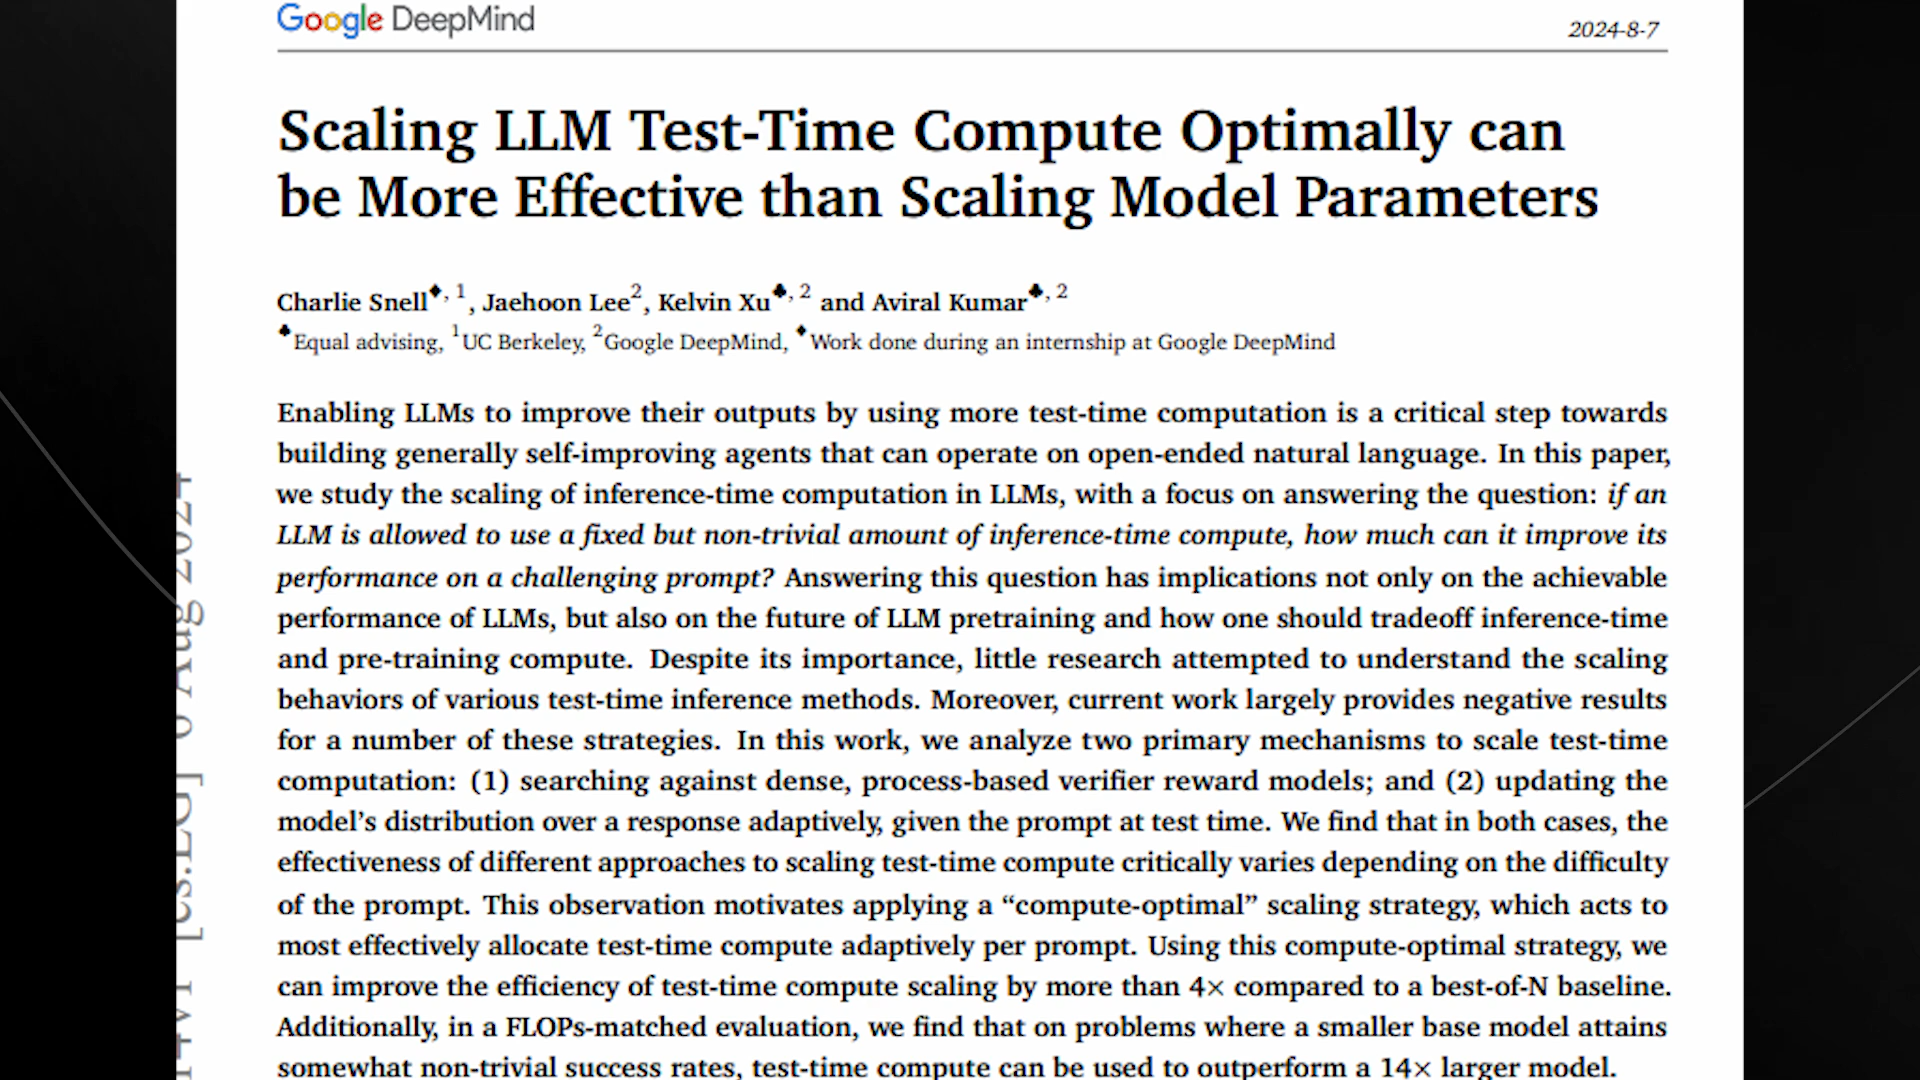 Google DeepMind
2024-8-7
Scaling LLM Test-Time Compute Optimally can
be More Effective than Scaling Model Parameters
Charlie Snell♦, 1, Jaehoon Lee2, Kelvin Xu♣, 2 and Aviral Kumar♣, 2
♣Equal advising, 1UC Berkeley, 2Google DeepMind, ♦Work done during an internship at Google DeepMind
Enabling LLMs to improve their outputs by using more test-time computation is a critical step towards
building generally self-improving agents that can operate on open-ended natural language. In this paper,
we study the scaling of inference-time computation in LLMs, with a focus on answering the question: if an
LLM is allowed to use a fixed but non-trivial amount of inference-time compute, how much can it improve its
performance on a challenging prompt? Answering this question has implications not only on the achievable
performance of LLMs, but also on the future of LLM pretraining and how one should tradeoff inference-time
and pre-training compute. Despite its importance, little research attempted to understand the scaling
behaviors of various test-time inference methods. Moreover, current work largely provides negative results
for a number of these strategies. In this work, we analyze two primary mechanisms to scale test-time
computation: (1) searching against dense, process-based verifier reward models; and (2) updating the
model's distribution over a response adaptively, given the prompt at test time. We find that in both cases, the
effectiveness of different approaches to scaling test-time compute critically varies depending on the difficulty
of the prompt. This observation motivates applying a "compute-optimal" scaling strategy, which acts to
most effectively allocate test-time compute adaptively per prompt. Using this compute-optimal strategy, we
can improve the efficiency of test-time compute scaling by more than 4× compared to a best-of-N baseline.
Additionally, in a FLOPs-matched evaluation, we find that on problems where a smaller base model attains
somewhat non-trivial success rates, test-time compute can be used to outperform a 14× larger model.
[cs.LG] 6 Aug 2024